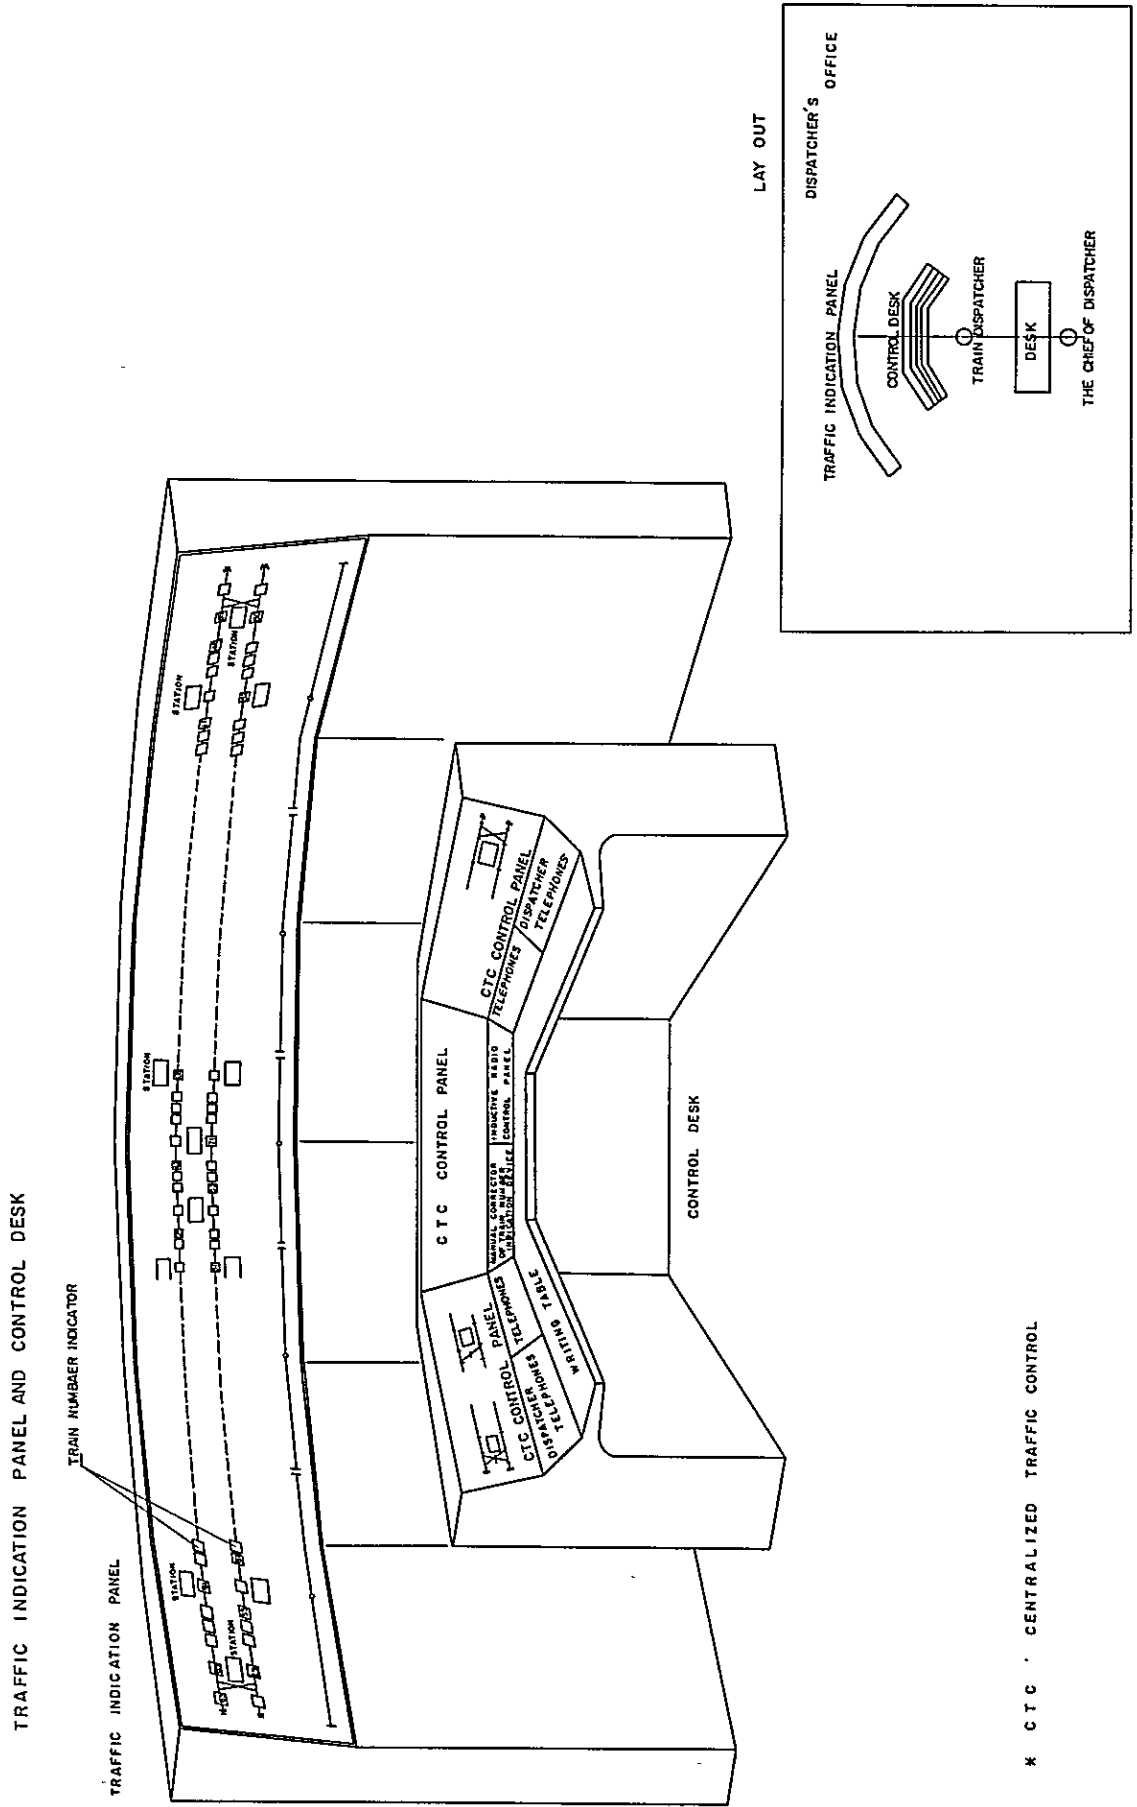 TRAFFIC INDICATION PANEL AND CONTROL DESK
TRAIN NUMBAER INDICATOR
TRAFFIC INDICATION PANEL
STATION
STATION
STATION
STATION
STATION
CTC CONTROL PANEL
DISPATCHER
TELEPHONES
TELEPHONES
WRITING TABLE
CTC CONTROL PANEL
MANUAL CORRECTOR
OF TRAIN NUMBER
INDICATION DEVICE
INDUCTIVE RADIO
CONTROL PANEL
CTC CONTROL PANEL
TELEPHONES
DISPATCHER
TELEPHONES
CONTROL DESK
LAY OUT
DISPATCHER'S OFFICE
TRAFFIC INDICATION PANEL
CONTROL DESK
TRAIN DISPATCHER
DESK
THE CHIEF OF DISPATCHER
* CTC ' CENTRALIZED TRAFFIC CONTROL